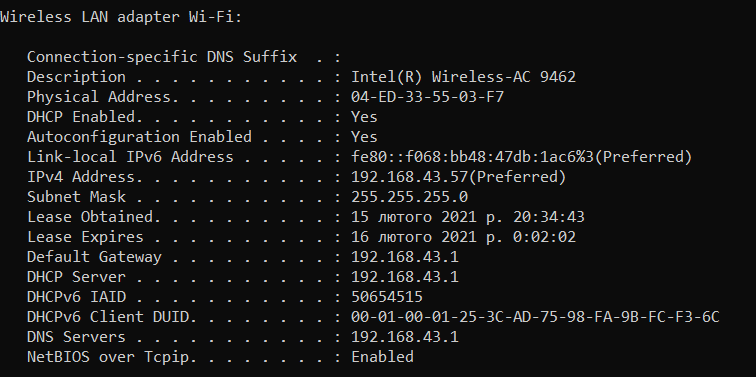 Wireless LAN adapter Wi-Fi:
Connection-specific DNS Suffix  . :
Description . . . . . . . . . . . : Intel(R) Wireless-AC 9462
Physical Address. . . . . . . . . : 04-ED-33-55-03-F7
DHCP Enabled. . . . . . . . . . . : Yes
Autoconfiguration Enabled . . . . : Yes
Link-local IPv6 Address . . . . . : fe80::f068:bb48:47db:1ac6%3(Preferred)
IPv4 Address. . . . . . . . . . . : 192.168.43.57(Preferred)
Subnet Mask . . . . . . . . . . . : 255.255.255.0
Lease Obtained. . . . . . . . . . : 15 лютого 2021 р. 20:34:43
Lease Expires . . . . . . . . . . : 16 лютого 2021 р. 0:02:02
Default Gateway . . . . . . . . . : 192.168.43.1
DHCP Server . . . . . . . . . . . : 192.168.43.1
DHCPv6 IAID . . . . . . . . . . . : 50654515
DHCPv6 Client DUID. . . . . . . . : 00-01-00-01-25-3C-AD-75-98-FA-9B-FC-F3-6C
DNS Servers . . . . . . . . . . . : 192.168.43.1
NetBIOS over Tcpip. . . . . . . . : Enabled